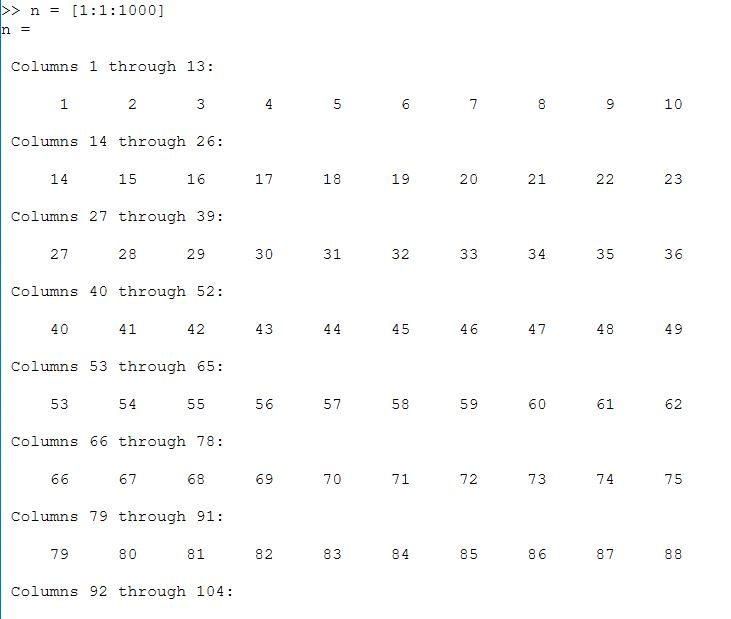 >> n = [1:1:1000]
n =
Columns 1 through 13:
1 2 3 4 5 6 7 8 9 10
Columns 14 through 26:
14 15 16 17 18 19 20 21 22 23
Columns 27 through 39:
27 28 29 30 31 32 33 34 35 36
Columns 40 through 52:
40 41 42 43 44 45 46 47 48 49
Columns 53 through 65:
53 54 55 56 57 58 59 60 61 62
Columns 66 through 78:
66 67 68 69 70 71 72 73 74 75
Columns 79 through 91:
79 80 81 82 83 84 85 86 87 88
Columns 92 through 104: